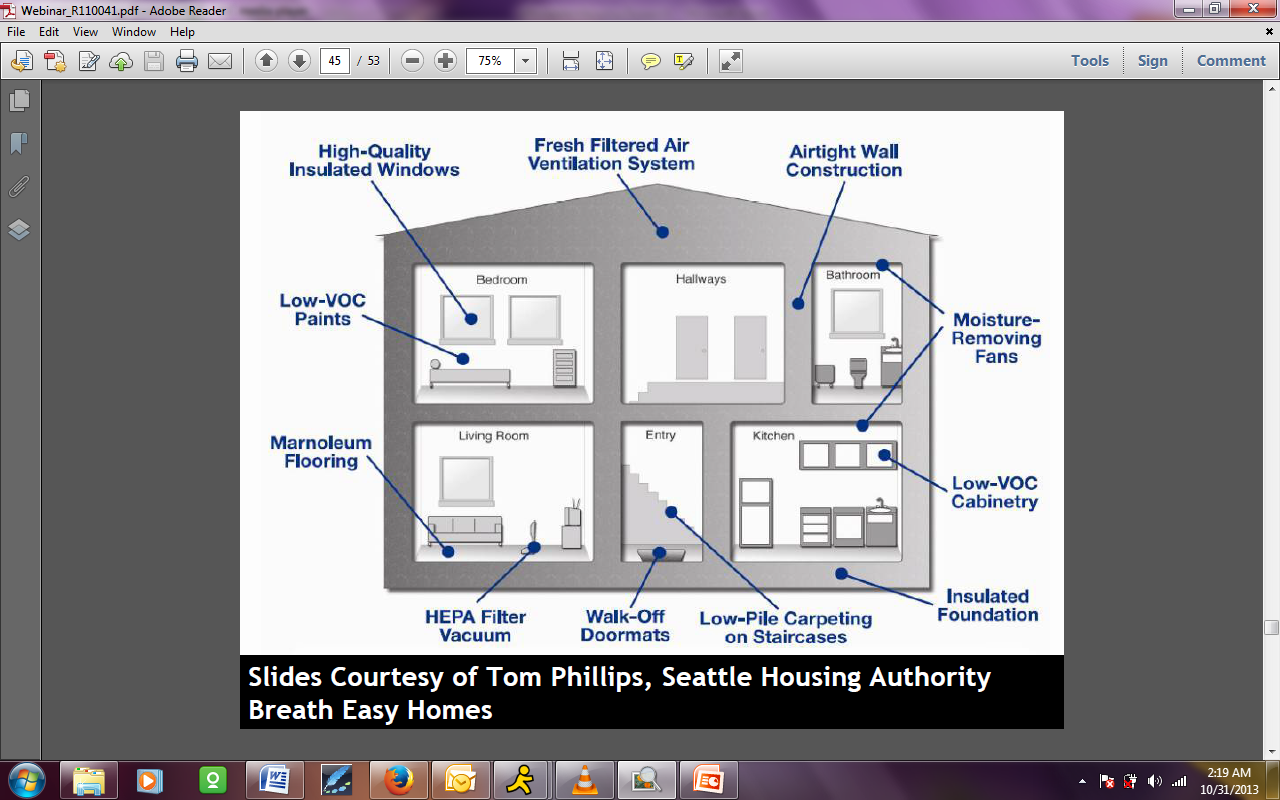 Webinar_R110041.pdf - Adobe Reader
File Edit View Window Help
45 / 53 75% Tools Sign Comment
High-Quality
Insulated Windows
Fresh Filtered Air
Ventilation System
Airtight Wall
Construction
Bedroom
Hallways
Bathroom
Low-VOC
Paints
Moisture-
Removing
Fans
Living Room
Entry
Kitchen
Marnoleum
Flooring
Low-VOC
Cabinetry
HEPA Filter
Vacuum
Walk-Off
Doormats
Low-Pile Carpeting
on Staircases
Insulated
Foundation
Slides Courtesy of Tom Phillips, Seattle Housing Authority
Breath Easy Homes
2:19 AM
10/31/2013